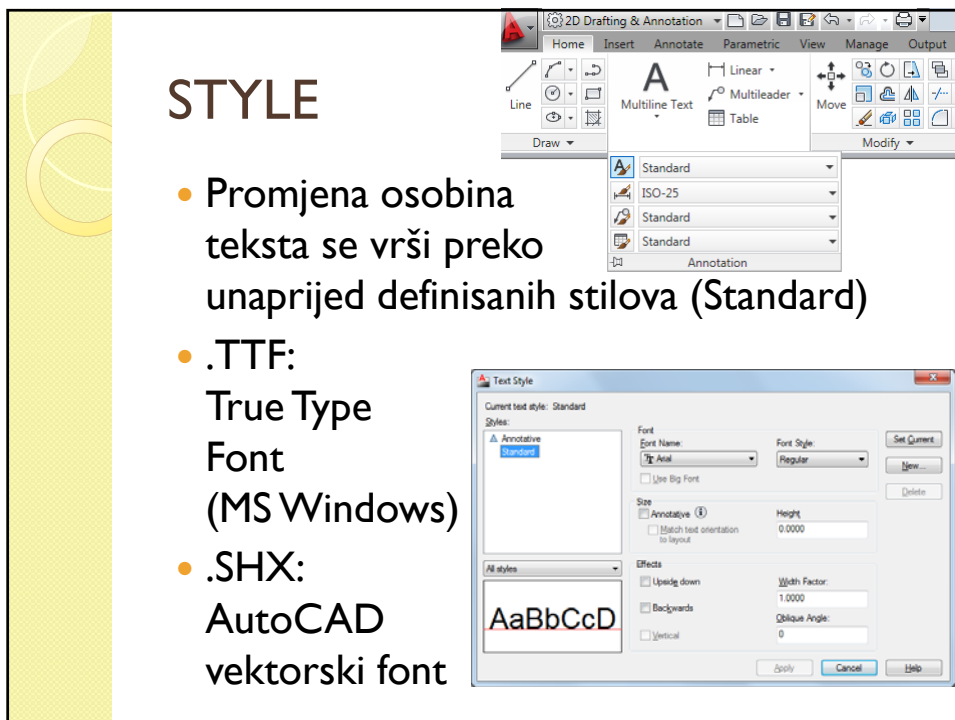 2D Drafting & Annotation
Home Insert Annotate Parametric View Manage Output
Line
A
Multiline Text
Linear
Multileader
Table
Move
Draw
Modify
Standard
ISO-25
Standard
Standard
Annotation
STYLE
• Promjena osobina
teksta se vrši preko
unaprijed definisanih stilova (Standard)
• .TTF:
True Type
Font
(MS Windows)
• .SHX:
AutoCAD
vektorski font
Text Style
Current text style: Standard
Styles:
Annotative
Standard
All styles
AaBbCcD
Font
Font Name:
Font Style:
Arial
Regular
Use Big Font
Size
Annotative
Height
Match text orientation
to layout
0.0000
Effects
Upside down
Width Factor:
1.0000
Backwards
Oblique Angle:
Vertical
0
Set Current
New...
Delete
Apply Cancel Help